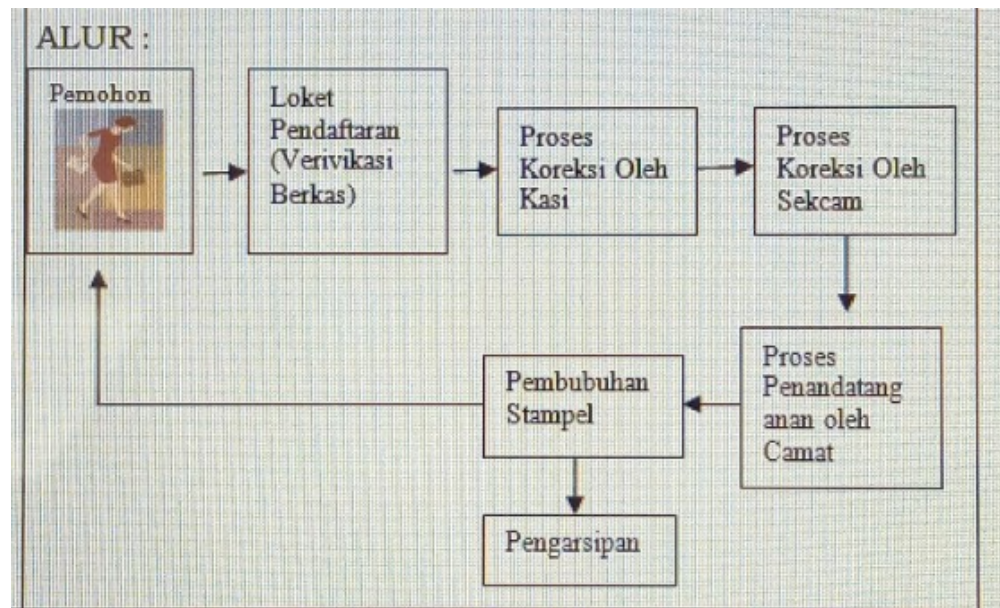 ALUR :
Pemohon
Loket
Pendaftaran
(Verivikasi
Berkas)
Proses
Koreksi Oleh
Kasi
Proses
Koreksi Oleh
Sekcam
Proses
Penandatang
anan oleh
Camat
Pembubuhan
Stampel
Pengarsipan